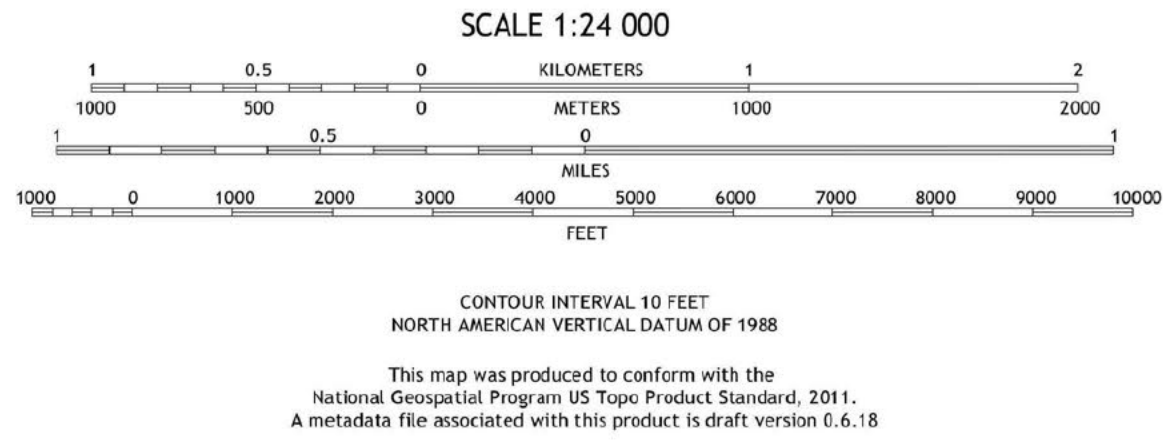 SCALE 1:24 000
1 0.5 0 KILOMETERS 1 2
1000 500 0 METERS 1000 2000
1 0.5 0 1
MILES
1000 0 1000 2000 3000 4000 5000 6000 7000 8000 9000 10000
FEET
CONTOUR INTERVAL 10 FEET
NORTH AMERICAN VERTICAL DATUM OF 1988
This map was produced to conform with the
National Geospatial Program US Topo Product Standard, 2011.
A metadata file associated with this product is draft version 0.6.18